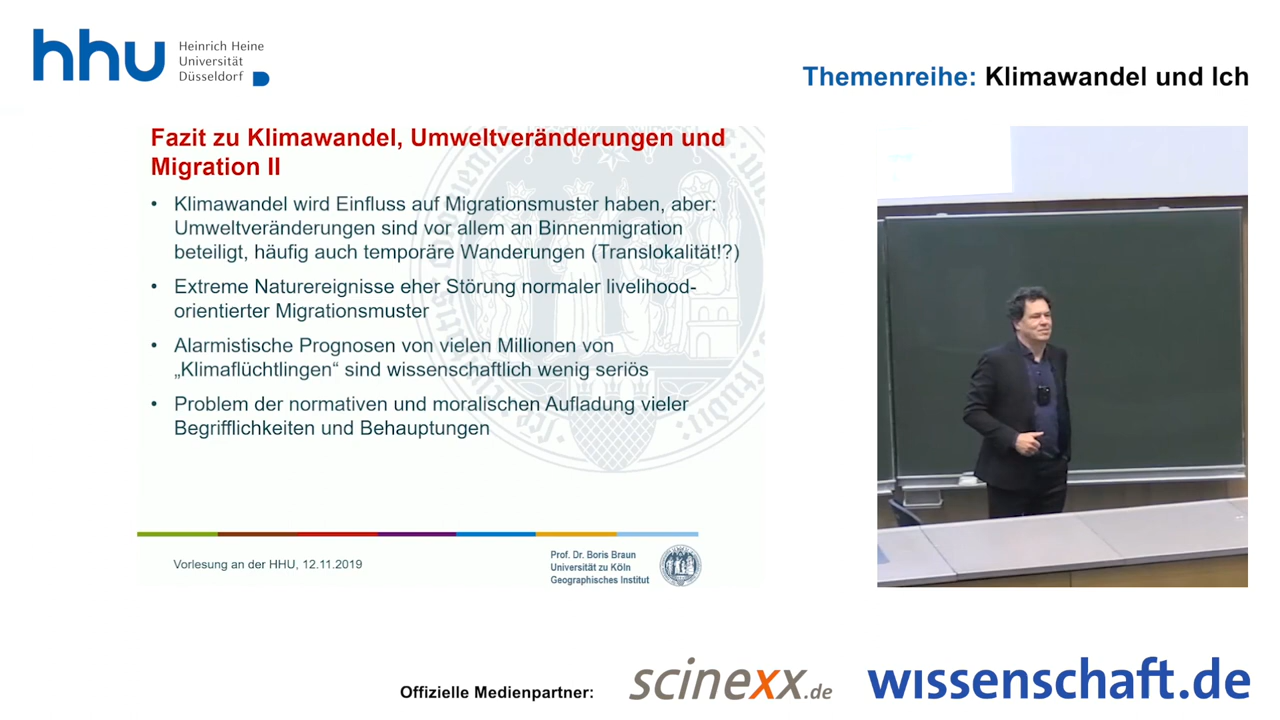 hhu
Heinrich Heine
Universität
Düsseldorf
Themenreihe: Klimawandel und Ich
Fazit zu Klimawandel, Umweltveränderungen und
Migration II
• Klimawandel wird Einfluss auf Migrationsmuster haben, aber:
Umweltveränderungen sind vor allem an Binnenmigration
beteiligt, häufig auch temporäre Wanderungen (Translokalität!?)
• Extreme Naturereignisse eher Störung normaler livelihood-
orientierter Migrationsmuster
• Alarmistische Prognosen von vielen Millionen von
„Klimaflüchtlingen“ sind wissenschaftlich wenig seriös
• Problem der normativen und moralischen Aufladung vieler
Begrifflichkeiten und Behauptungen
Vorlesung an der HHU, 12.11.2019
Prof. Dr. Boris Braun
Universität zu Köln
Geographisches Institut
Offizielle Medienpartner:
scinexx.de
wissenschaft.de